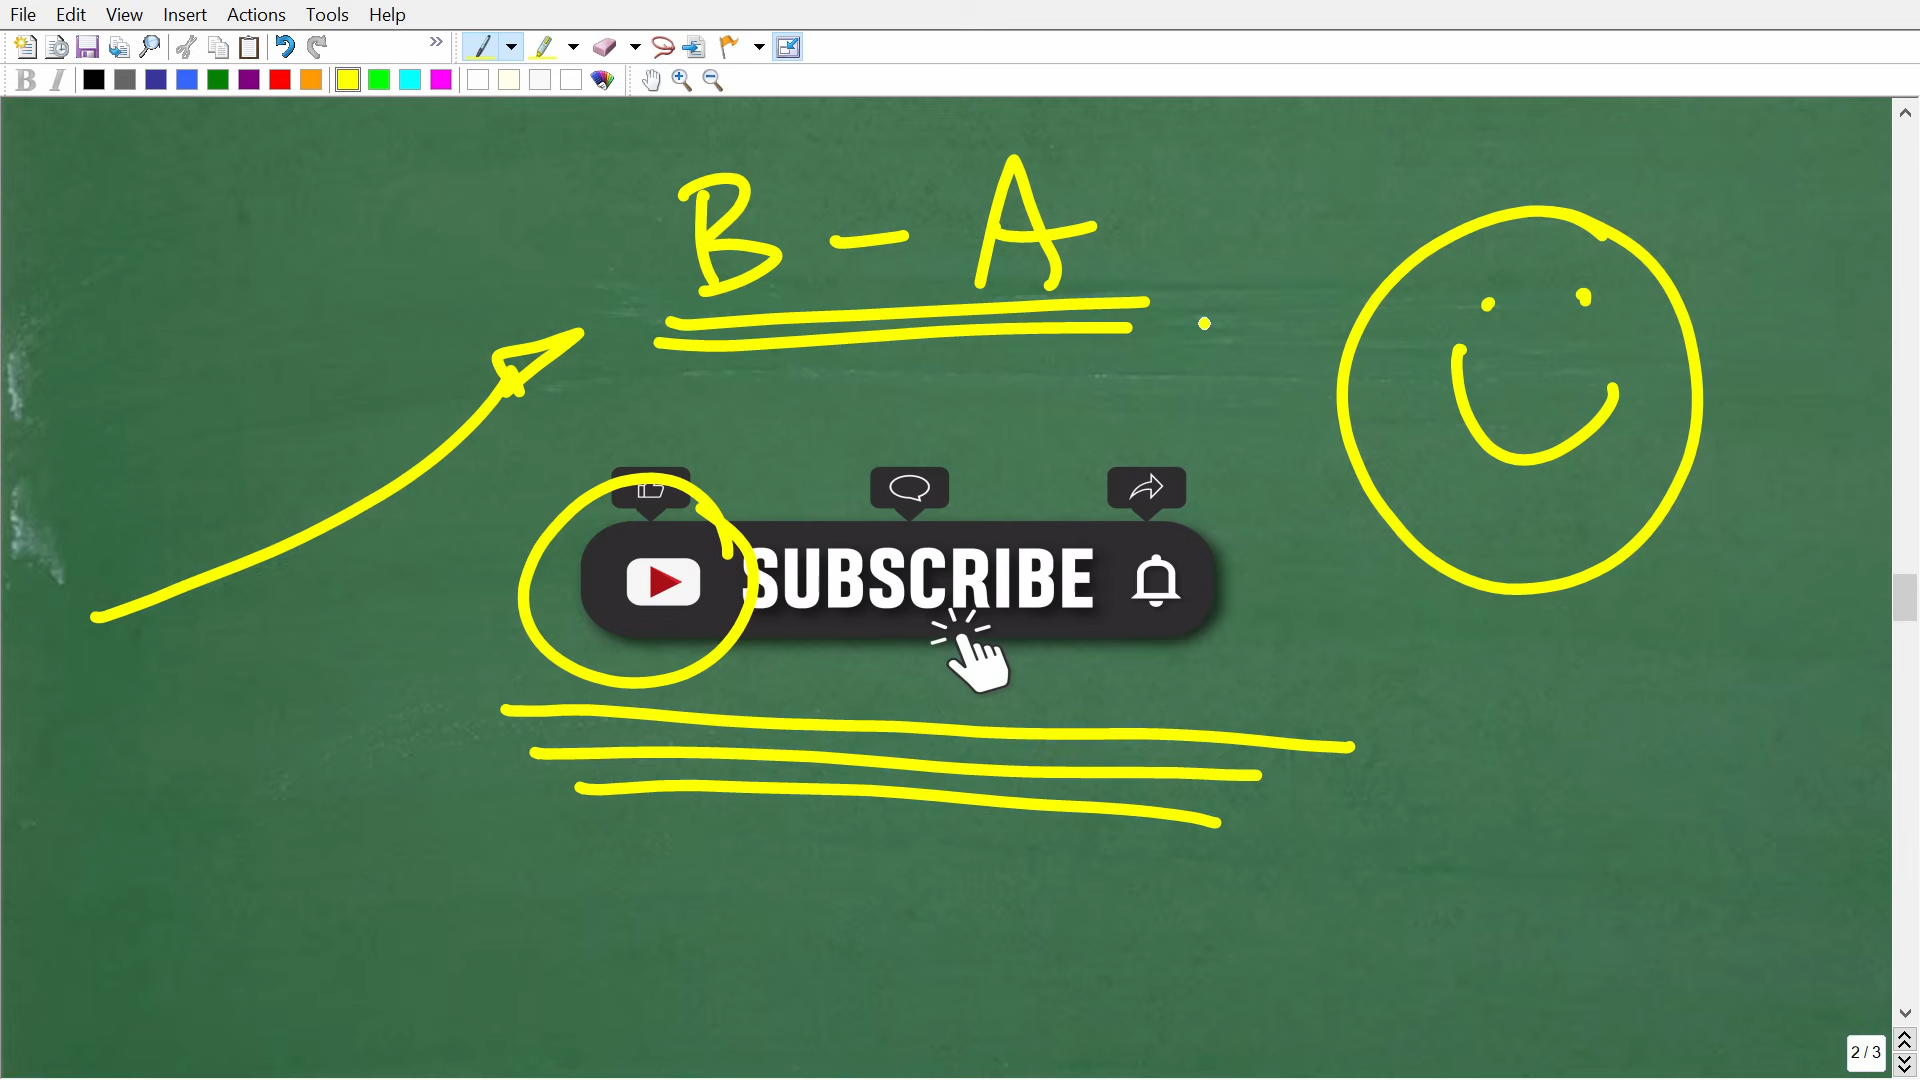 File Edit View Insert Actions Tools Help
B I
B - A
SUBSCRIBE
2 / 3